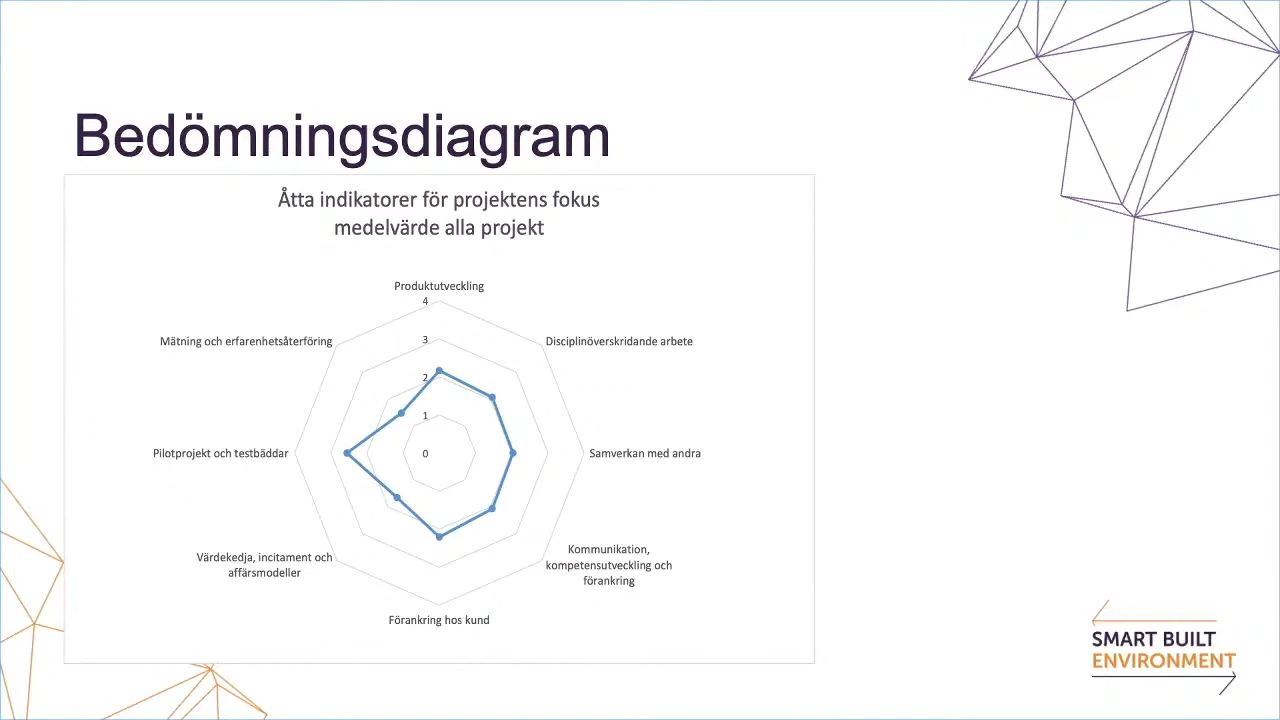 Bedömningsdiagram
Åtta indikatorer för projektens fokus
medelvärde alla projekt
Produktutveckling
4
Mätning och erfarenhetsåterföring
Disciplinöverskridande arbete
3
2
1
Pilotprojekt och testbäddar
0
Samverkan med andra
Värdekedja, incitament och
affärsmodeller
Kommunikation,
kompetensutveckling och
förankring
Förankring hos kund
SMART BUILT
ENVIRONMENT